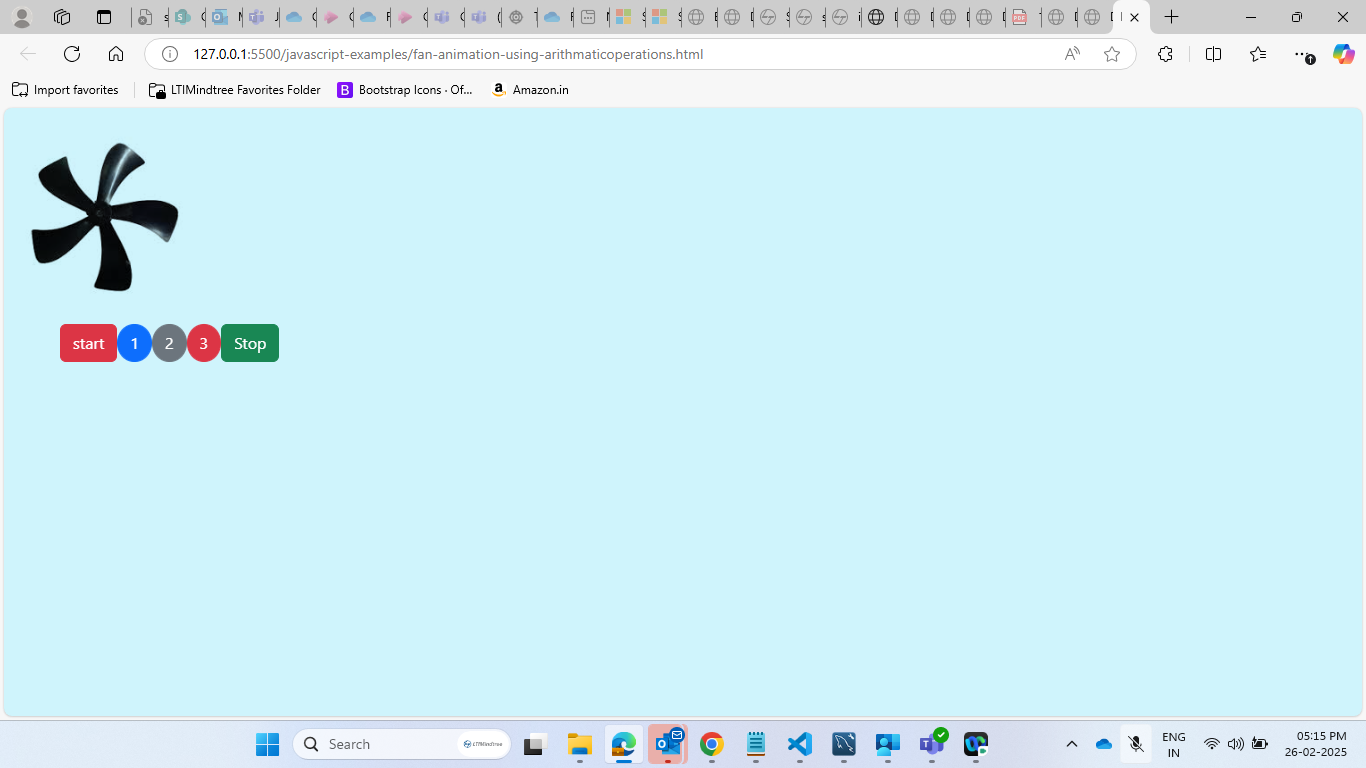 127.0.0.1:5500/javascript-examples/fan-animation-using-arithmaticoperations.html
Import favorites
LTIMindtree Favorites Folder
B Bootstrap Icons · Of...
a Amazon.in
start 1 2 3 Stop
Search
LTIMindtree
ENG
IN
05:15 PM
26-02-2025